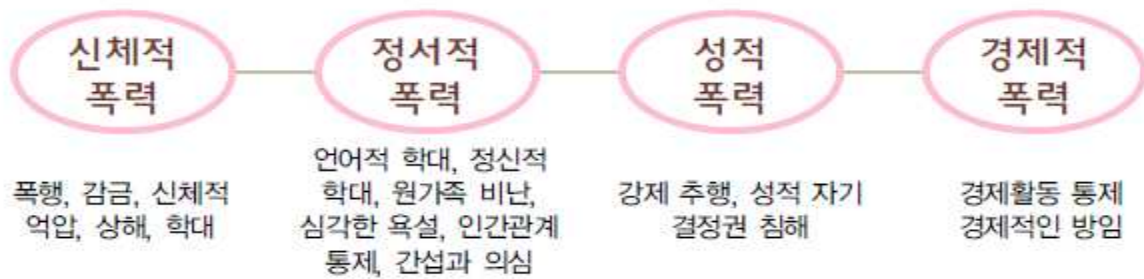 신체적
폭력
정서적
폭력
성적
폭력
경제적
폭력
폭행, 감금, 신체적
억압, 상해, 학대
언어적 학대, 정신적
학대, 원가족 비난,
심각한 욕설, 인간관계
통제, 간섭과 의심
강제 추행, 성적 자기
결정권 침해
경제활동 통제
경제적인 방임